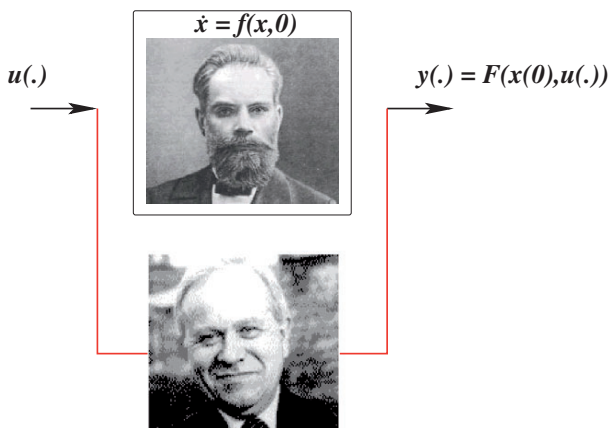 ẋ = f(x,0)
u(.)
y(.) = F(x(0),u(.))